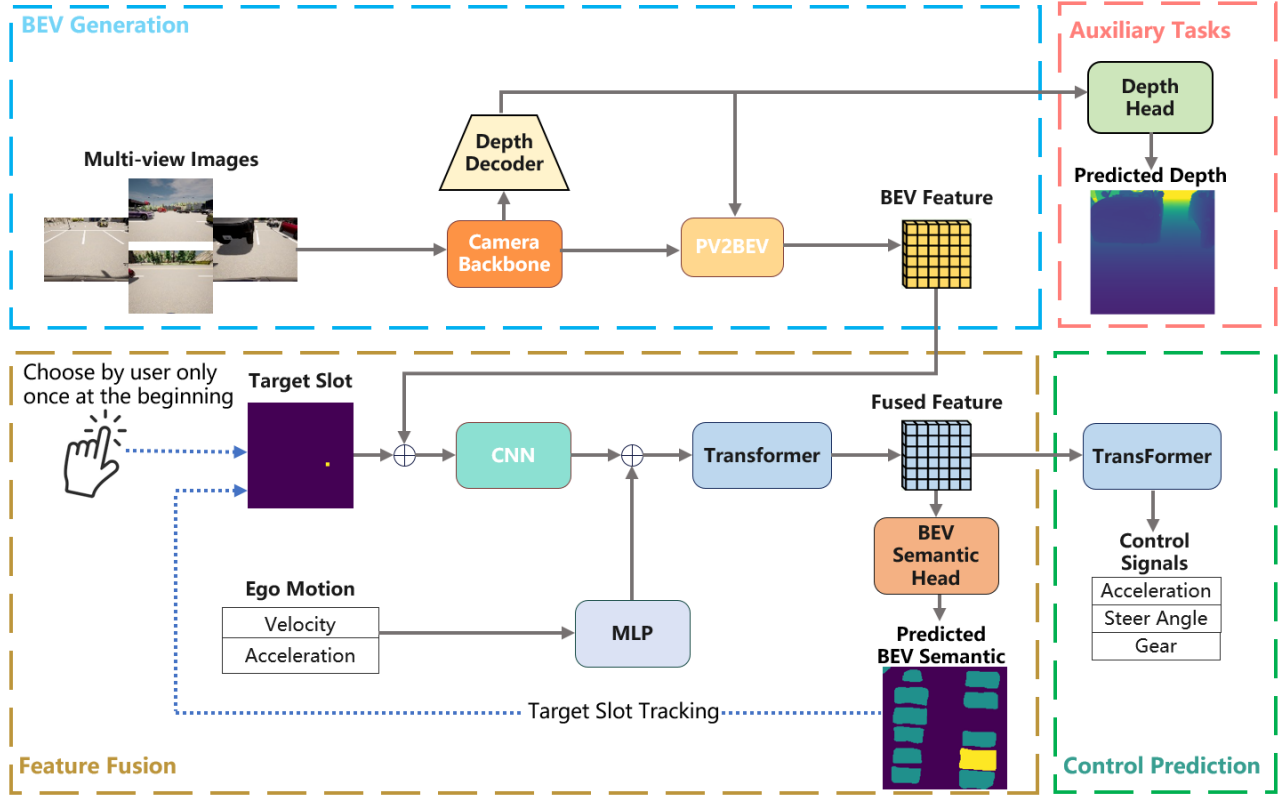 BEV Generation
Auxiliary Tasks
Depth
Head
Depth
Decoder
Multi-view Images
Predicted Depth
BEV Feature
Camera
Backbone
PV2BEV
Choose by user only
once at the beginning
Target Slot
Fused Feature
CNN
Transformer
TransFormer
BEV
Semantic
Head
Control
Signals
Acceleration
Steer Angle
Gear
Ego Motion
Velocity
Acceleration
MLP
Predicted
BEV Semantic
Target Slot Tracking
Feature Fusion
Control Prediction